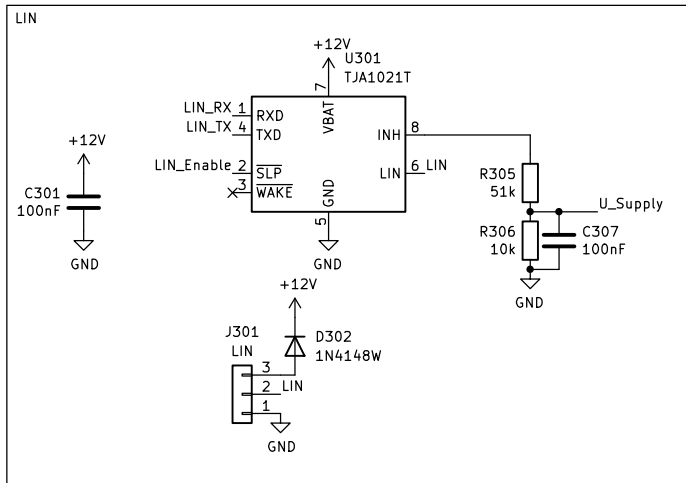 LIN
+12V
U301
TJA1021T
7
VBAT
LIN_RX 1 RXD
LIN_TX 4 TXD
INH 8
+12V
LIN_Enable 2 SLP
LIN 6 LIN
R305
51k
C301
100nF
3 WAKE
GND
5
U_Supply
R306
10k
C307
100nF
GND
GND
GND
+12V
J301
LIN
D302
1N4148W
3
2 LIN
1
GND